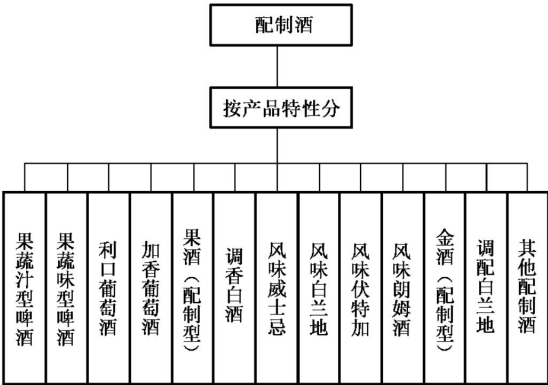 配制酒
按产品特性分
果蔬汁型啤酒
果蔬味型啤酒
利口葡萄酒
加香葡萄酒
果酒（配制型）
调香白酒
风味威士忌
风味白兰地
风味伏特加
风味朗姆酒
金酒（配制型）
调配白兰地
其他配制酒